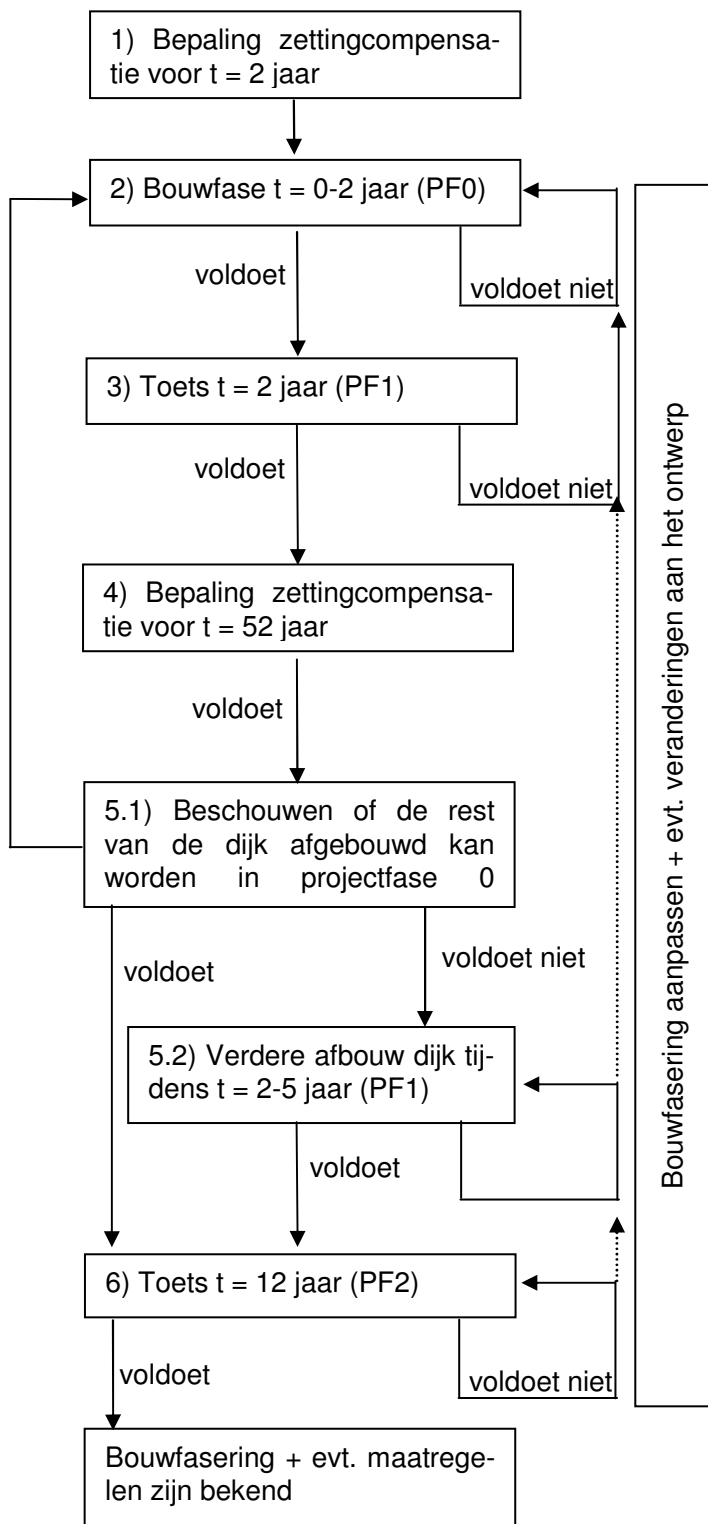 1) Bepaling zettingcompensa-
tie voor t = 2 jaar
2) Bouwfase t = 0-2 jaar (PF0)
voldoet
voldoet niet
3) Toets t = 2 jaar (PF1)
voldoet
voldoet niet
4) Bepaling zettingcompensa-
tie voor t = 52 jaar
voldoet
5.1) Beschouwen of de rest
van de dijk afgebouwd kan
worden in projectfase 0
voldoet
voldoet niet
5.2) Verdere afbouw dijk tij-
dens t = 2-5 jaar (PF1)
voldoet
6) Toets t = 12 jaar (PF2)
voldoet
voldoet niet
Bouwfasering + evt. maatrege-
len zijn bekend
Bouwfasering aanpassen + evt. veranderingen aan het ontwerp